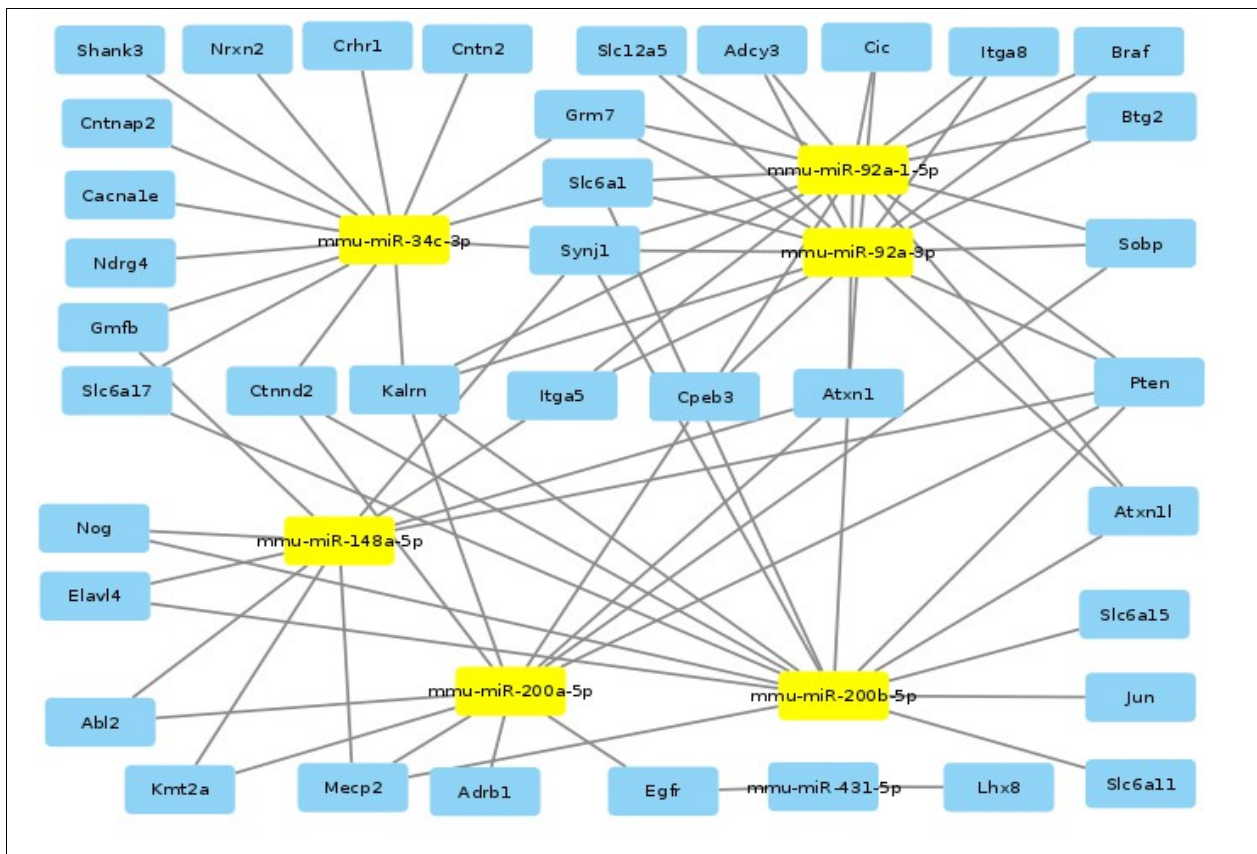 Shank3
Nrxn2
Crhr1
Cntn2
Slc12a5
Adcy3
Cic
Itga8
Braf
Cntnap2
Grm7
Btg2
mmu-miR-92a-1-5p
Cacna1e
Slc6a1
mmu-miR-34c-3p
Ndrg4
Synj1
mmu-miR-92a-3p
Sobp
Gmfb
Slc6a17
Ctnnd2
Kalrn
Itga5
Cpeb3
Atxn1
Pten
Nog
mmu-miR-148a-5p
Atxn1l
Elavl4
Slc6a15
Abl2
mmu-miR-200a-5p
mmu-miR-200b-5p
Jun
Kmt2a
Mecp2
Adrb1
Egfr
mmu-miR-431-5p
Lhx8
Slc6a11